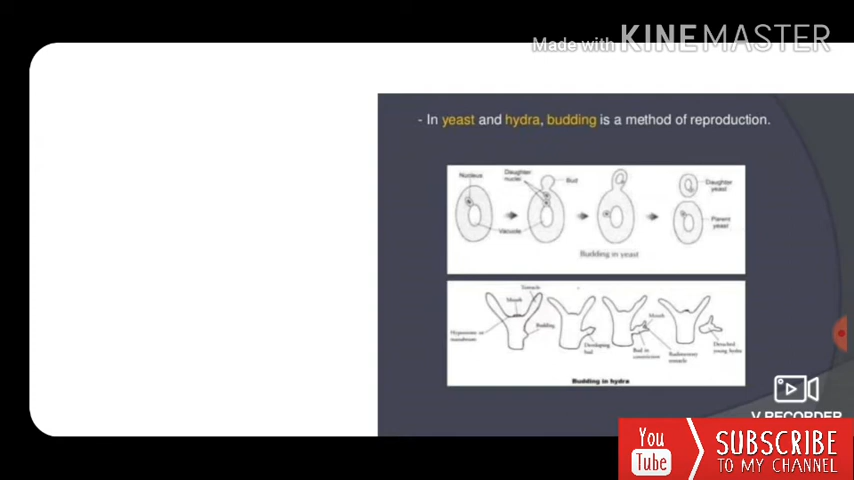 Made with KINEMASTER
- In yeast and hydra, budding is a method of reproduction.
Nucleus
Daughter
nuclei
Bud
Vacuole
Daughter
yeast
Parent
yeast
Budding in yeast
Tentacle
Mouth
Budding
Developing
bud
Bud in
constriction
Mouth
Rudimentary
tentacle
Detached
young hydra
Budding in hydra
V RECORDER
You
Tube
SUBSCRIBE
TO MY CHANNEL